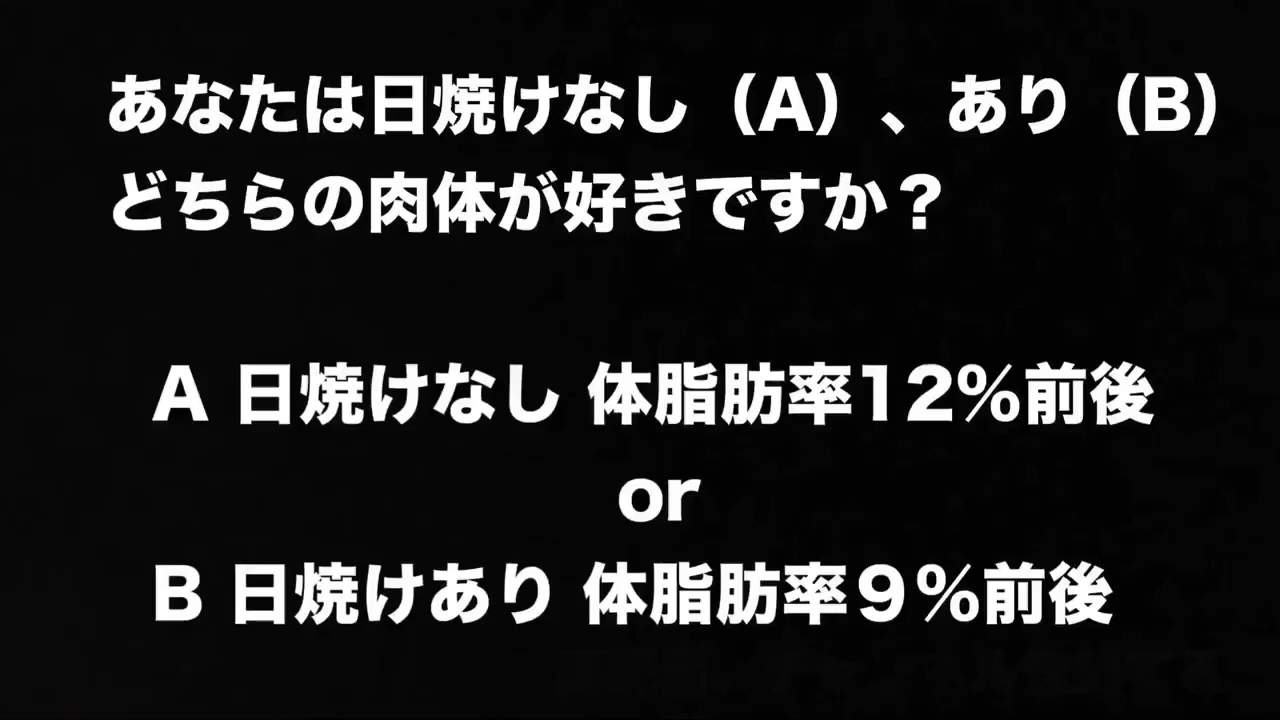 あなたは日焼けなし（A）、あり（B）
どちらの肉体が好きですか？
A 日焼けなし 体脂肪率12％前後
or
B 日焼けあり 体脂肪率９％前後